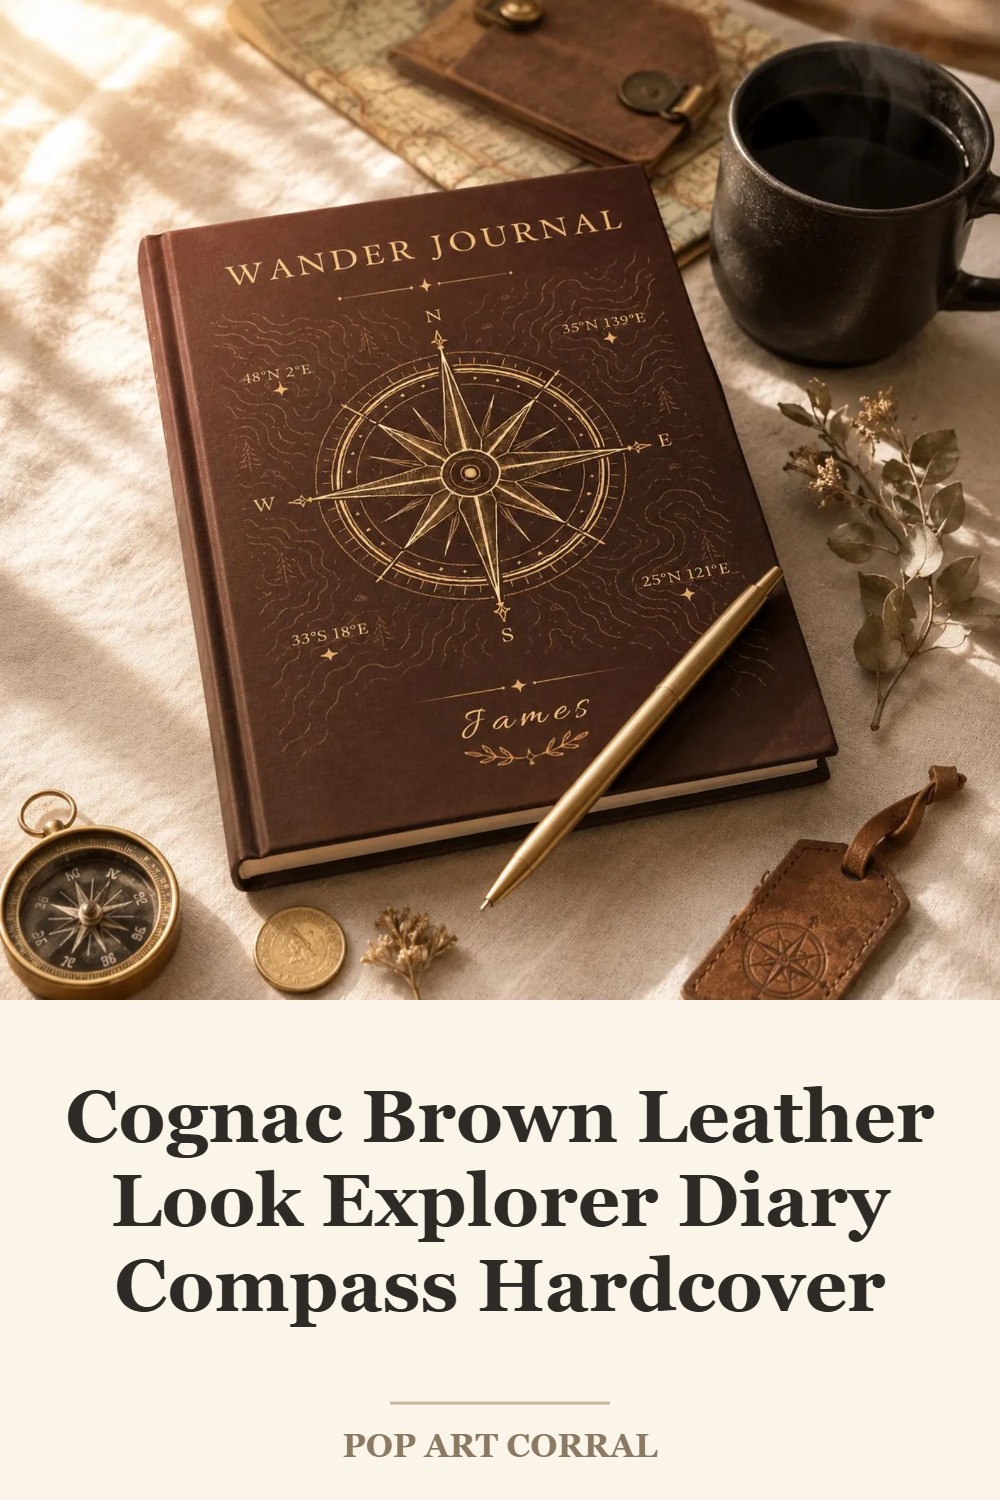 WANDER JOURNAL
N
35°N 139°E
48°N 2°E
E
W
25°N 121°E
33°S 18°E
S
James
Cognac Brown Leather
Look Explorer Diary
Compass Hardcover
POP ART CORRAL